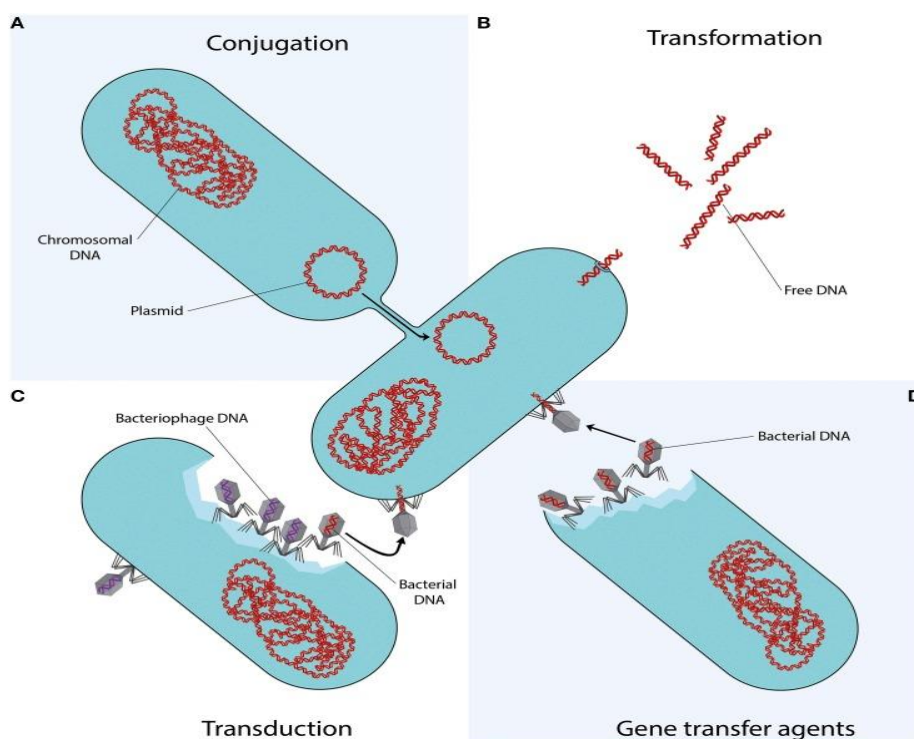 A
Conjugation
Chromosomal
DNA
Plasmid
B
Transformation
Free DNA
C
Bacteriophage DNA
Bacterial
DNA
Transduction
D
Bacterial DNA
Gene transfer agents